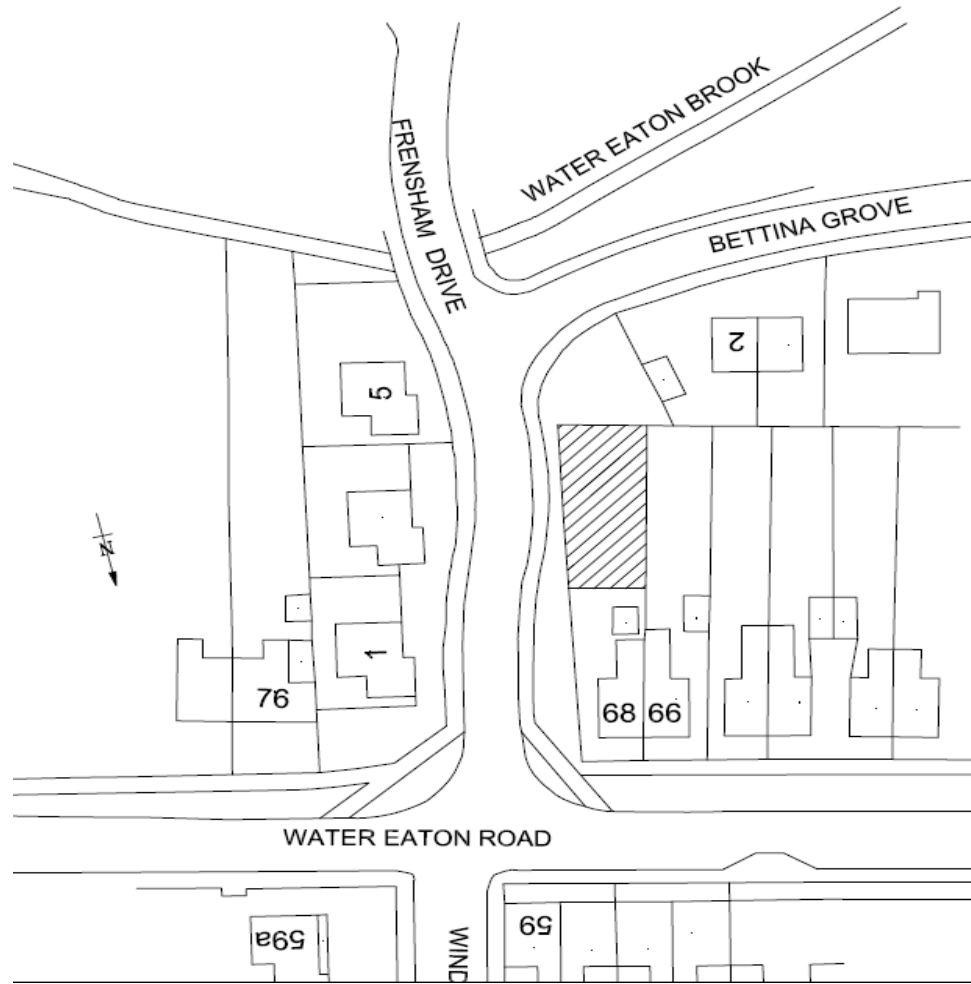 WATER EATON BROOK
FRENSHAM DRIVE
BETTINA GROVE
2
5
N
1
76
68
66
WATER EATON ROAD
59a
WIND
59